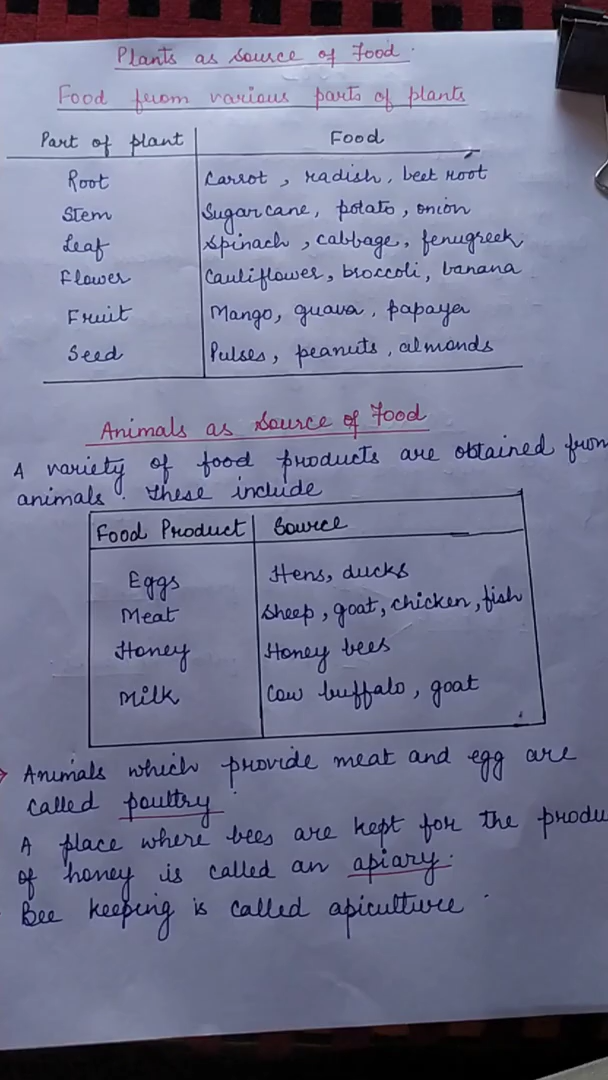 Plants as source of Food.
Food from various parts of plants
Part of plant Food
Root Carrot, radish, beet root
Stem Sugar cane, potato, onion
Leaf Spinach, cabbage, fenugreek
Flower Cauliflower, broccoli, banana
Fruit Mango, guava, papaya
Seed Pulses, peanuts, almonds
Animals as source of Food
A variety of food products are obtained from
animals. These include
Food Product Source
Eggs Hens, ducks
Meat Sheep, goat, chicken, fish
Honey Honey bees
Milk Cow buffalo, goat
Animals which provide meat and egg are
called poultry.
A place where bees are kept for the produ
of honey is called an apiary.
Bee keeping is called apiculture.